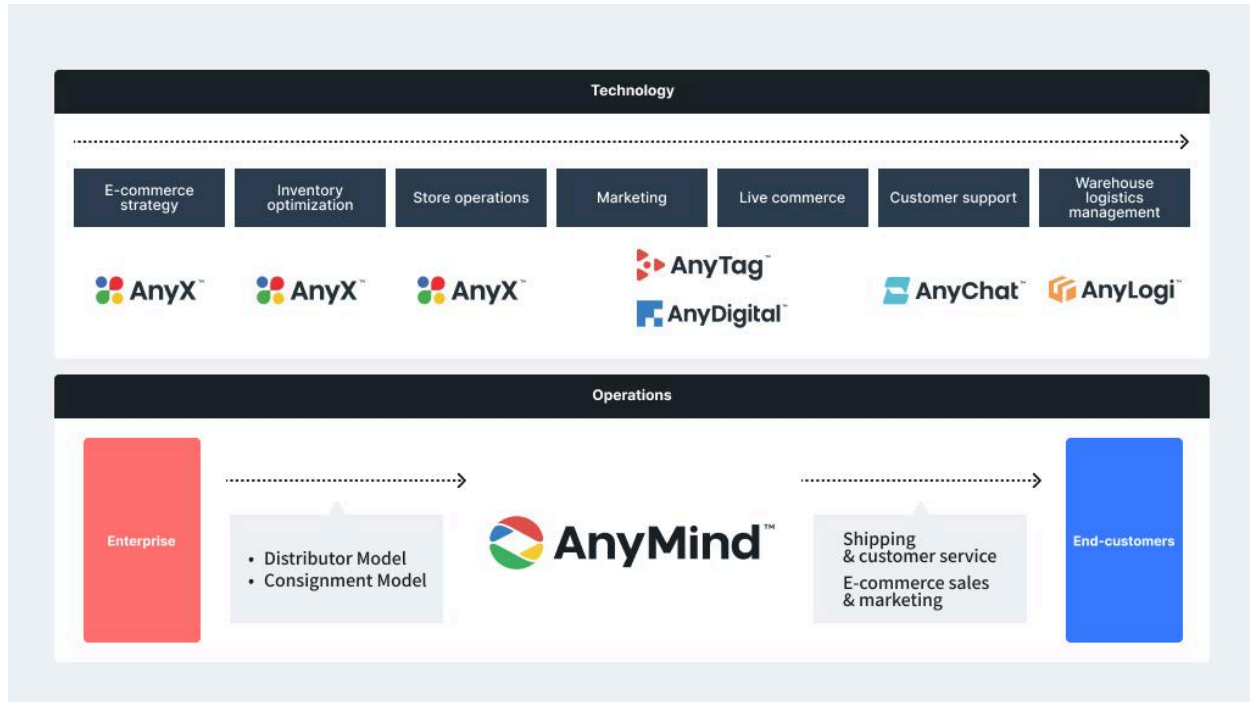 Technology
E-commerce
strategy
Inventory
optimization
Store operations
Marketing
Live commerce
Customer support
Warehouse
logistics
management
AnyX™
AnyX™
AnyX™
AnyTag™
AnyDigital™
AnyChat™
AnyLogi™
Operations
Enterprise
• Distributor Model
• Consignment Model
AnyMind™
Shipping
& customer service
E-commerce sales
& marketing
End-customers